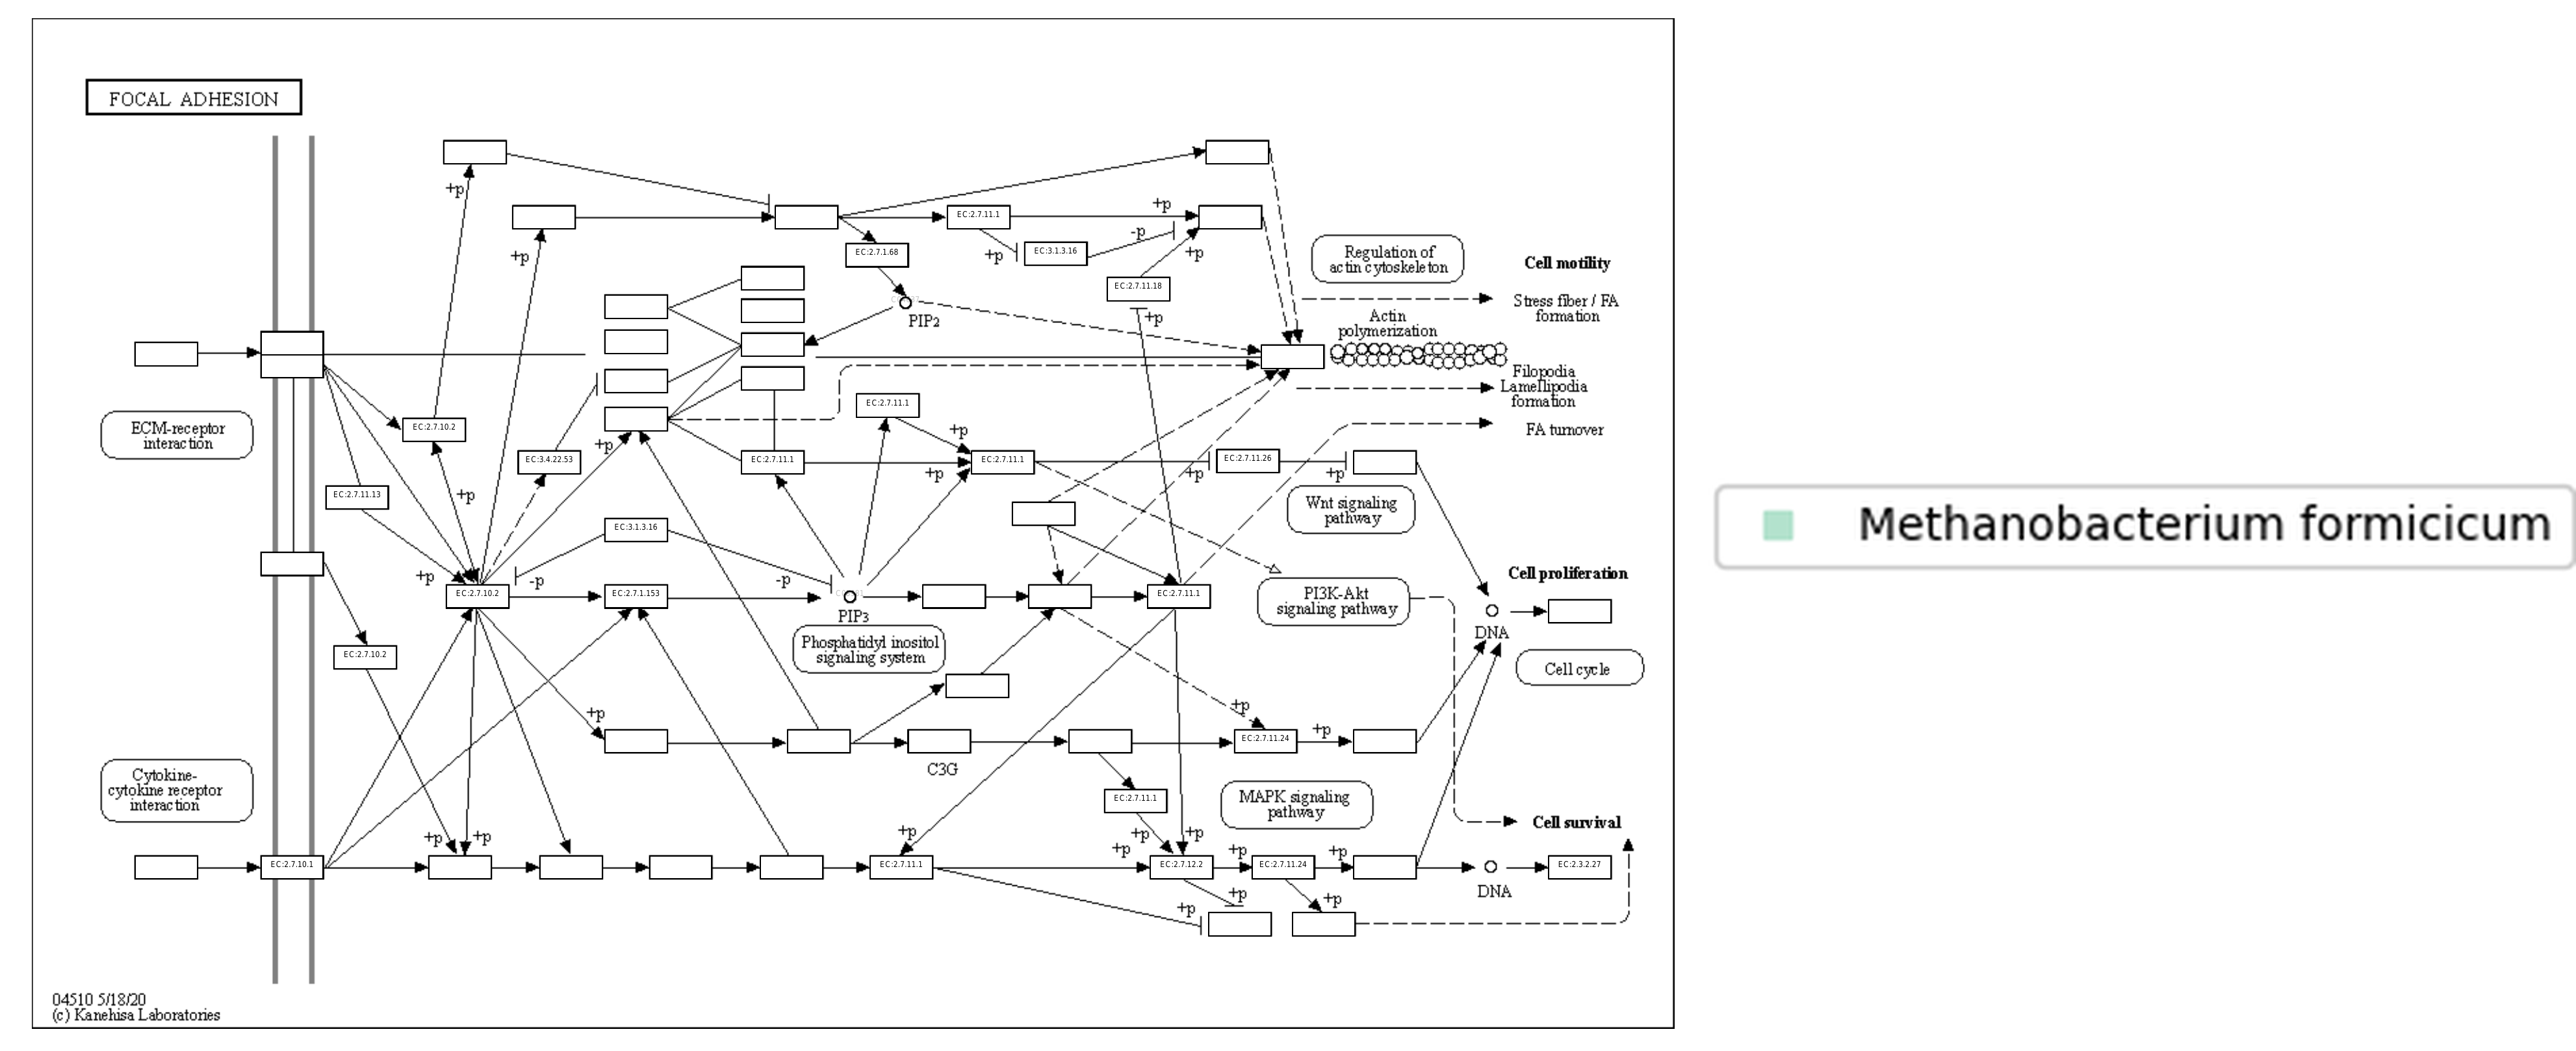 FOCAL ADHESION
+p
+p
EC:2.7.11.1
+p
-p
EC:3.1.3.16
+p
+p
EC:2.7.1.68
EC:2.7.11.18
+p
PIP2
Regulation of
actin cytoskeleton
Cell motility
Stress fiber / FA
formation
Actin
polymerization
Filopodia
Lamellipodia
formation
FA turnover
ECM-receptor
interaction
EC:2.7.10.2
EC:2.7.11.1
+p
+p
EC:3.4.22.53
EC:2.7.11.1
+p
EC:2.7.11.1
+p
EC:2.7.11.26
+p
EC:2.7.11.13
+p
Wnt signaling
pathway
EC:3.1.3.16
+p
-p
-p
EC:2.7.10.2
EC:2.7.1.153
PIP3
EC:2.7.11.1
PI3K-Akt
signaling pathway
Cell proliferation
DNA
Phosphatidyl inositol
signaling system
EC:2.7.10.2
Cell cycle
+p
+p
EC:2.7.11.24
+p
C3G
Cytokine-
cytokine receptor
interaction
EC:2.7.11.1
MAPK signaling
pathway
Cell survival
+p
+p
+p
+p
+p
+p
EC:2.7.10.1
EC:2.7.11.1
EC:2.7.12.2
+p
EC:2.7.11.24
+p
EC:2.3.2.27
DNA
+p
+p
+p
04510 5/18/20
(c) Kanehisa Laboratories
Methanobacterium formicicum